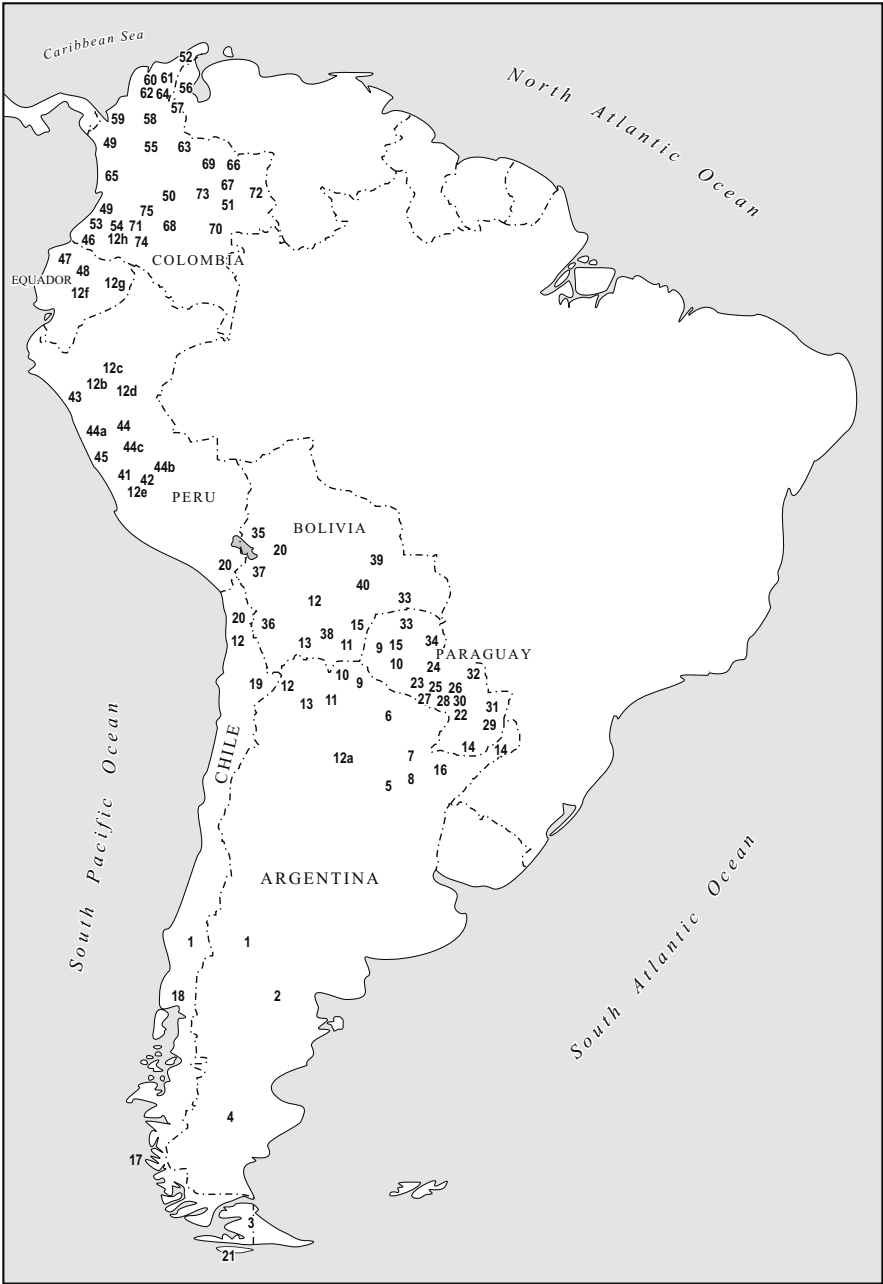 Caribbean Sea
North Atlantic Ocean
52
60 61
62 64 56
57
59 58
49 55 63
69 66
65 67
50 73 72
51
49 75
53 54 71 68 70
46 12h 74
COLOMBIA
47
48
EQUADOR 12g
12f
12c
12b
43 12d
44a 44
44c
45 44b
41 42
12e PERU
BOLIVIA
35
20
39
20 37
40
12 33
20 36 15 33
12 38 34
13 11 9 15
PARAGUAY
10 24
10 32
19 12 9 23 25 26
13 11 27 28 30 31
6 22
29
14 14
12a 7
16
8
5
CHILE
South Pacific Ocean
ARGENTINA
South Atlantic Ocean
1 1
18 2
4
17
3
21